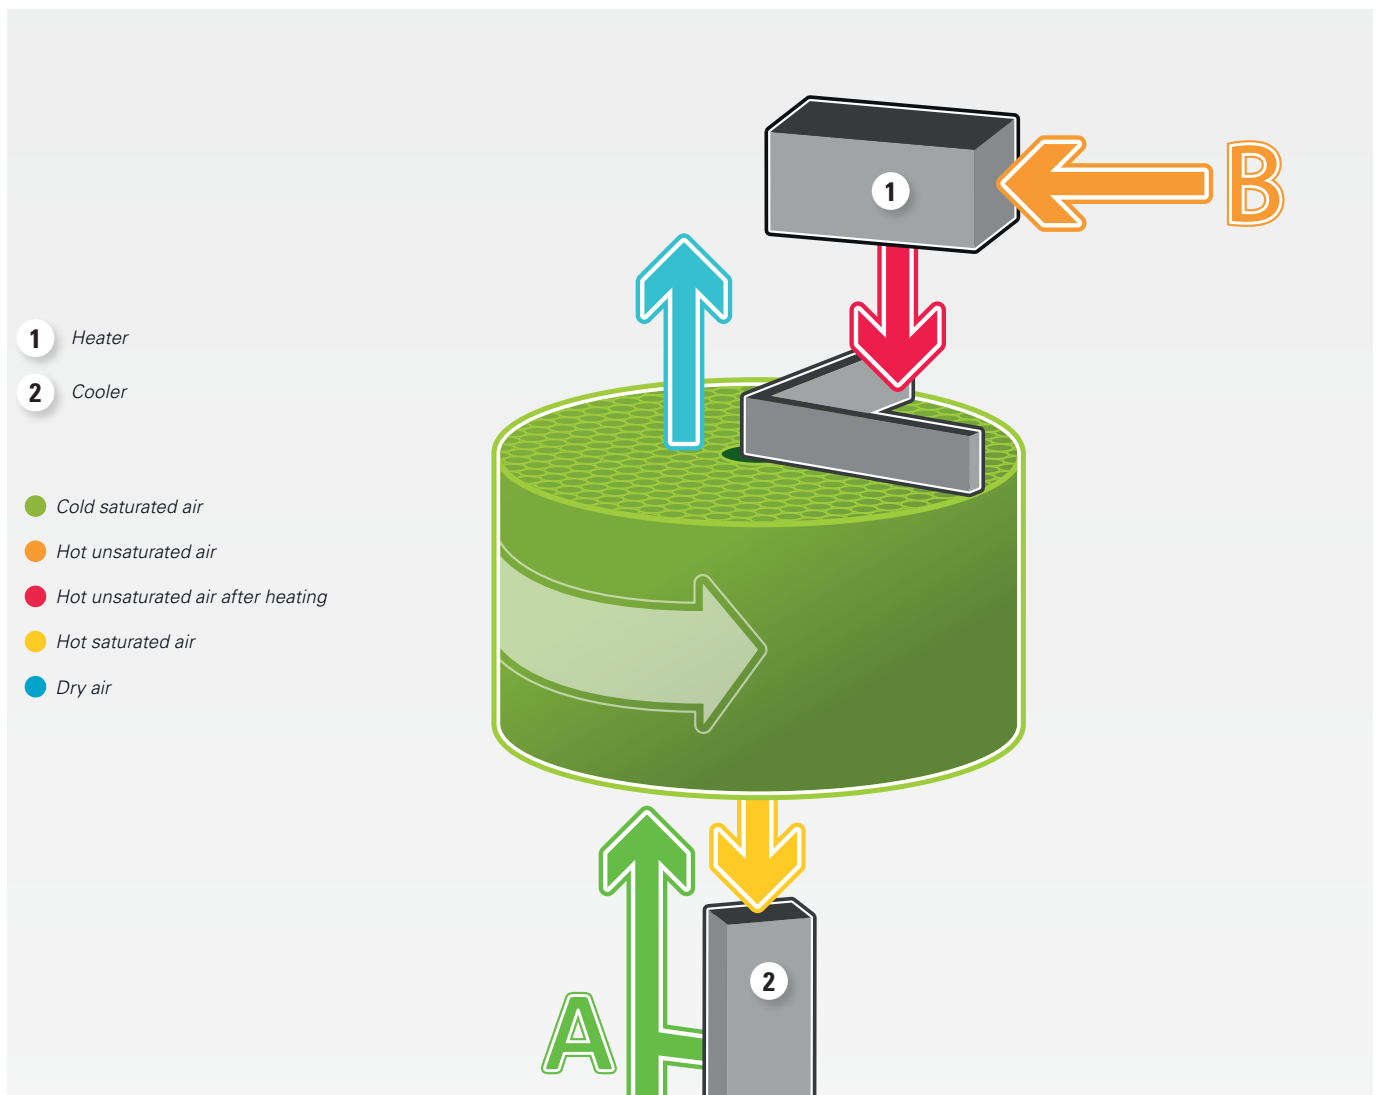 B
1
1 Heater
2 Cooler
Cold saturated air
Hot unsaturated air
Hot unsaturated air after heating
Hot saturated air
Dry air
2
A